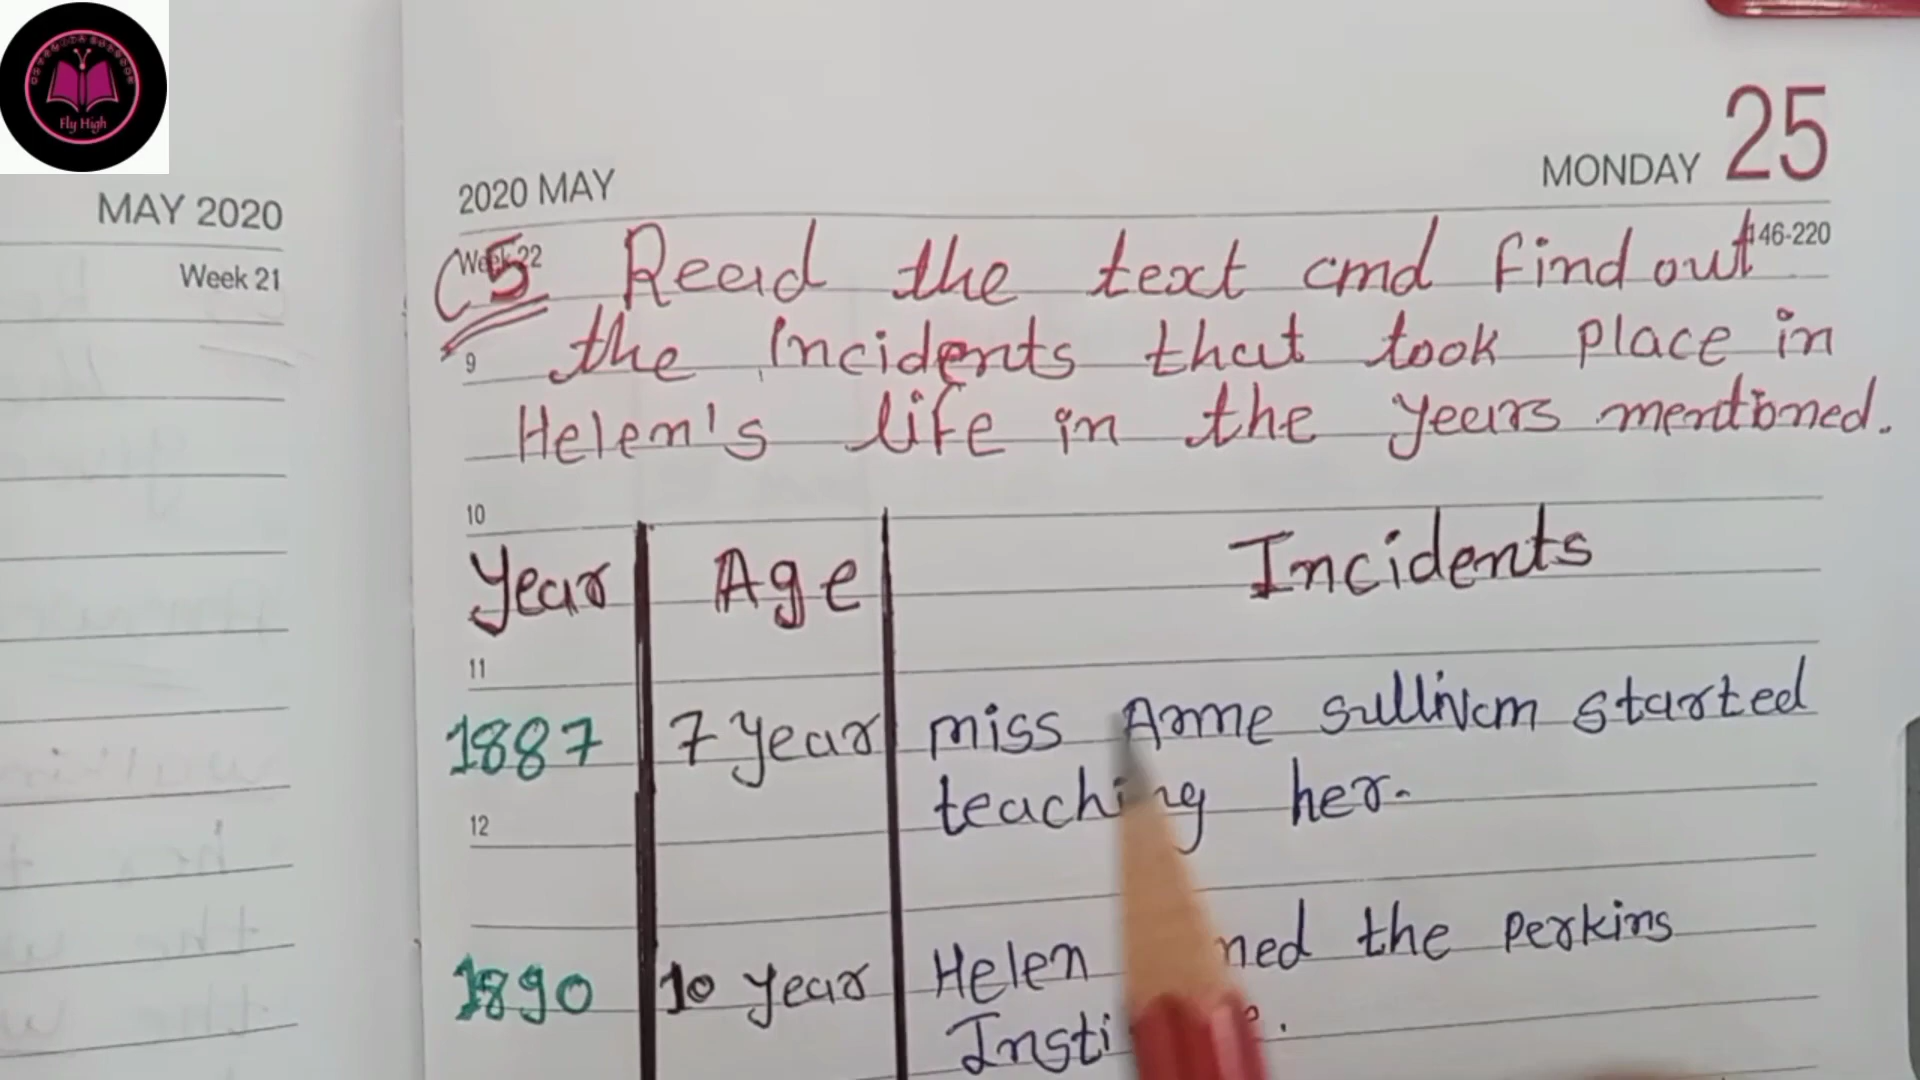 Fly High
MAY 2020
Week 21
2020 MAY
MONDAY 25
Week 22
146-220
C5 Read the text and find out
9
the incidents that took place in
Helen's life in the years mentioned.
10
Year Age Incidents
11
1887 7 year miss Anne sullivan started
teaching her.
12
1890 10 year Helen the perkins